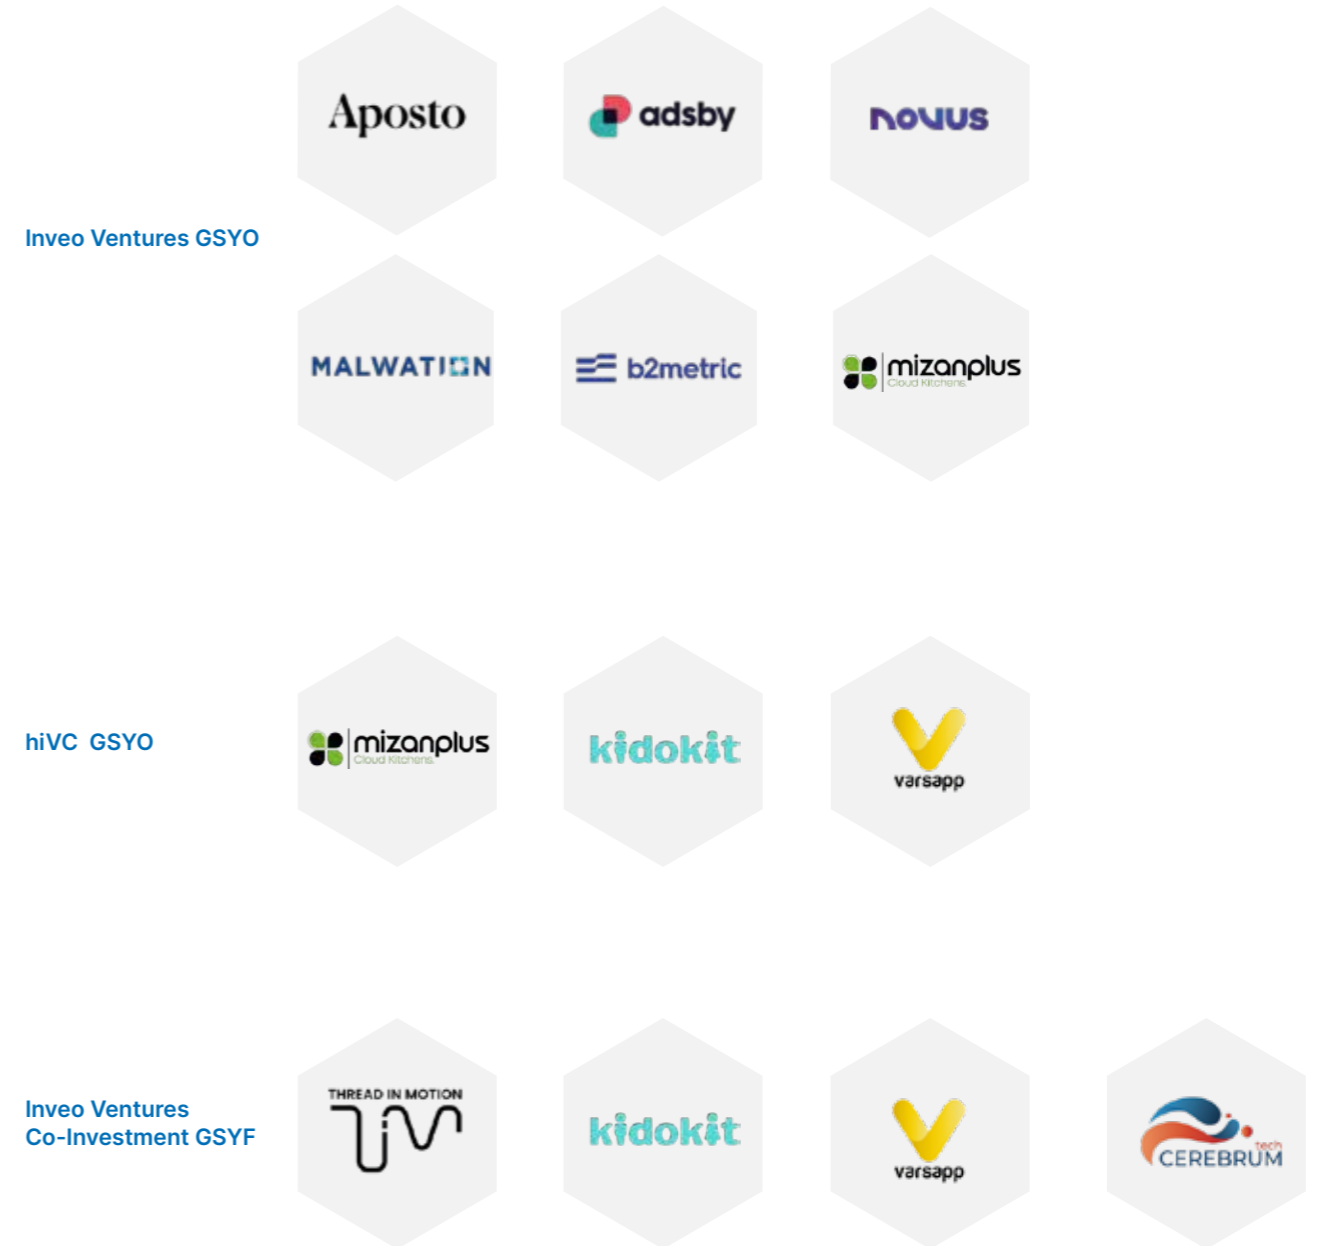 Aposto
adsby
novus
Inveo Ventures GSYO
MALWATION
b2metric
mizanplus
Cloud Kitchens.
hiVC GSYO
mizanplus
Cloud Kitchens.
kidokit
varsapp
Inveo Ventures
Co-Investment GSYF
THREAD IN MOTION
TIM
kidokit
varsapp
tech
CEREBRUM